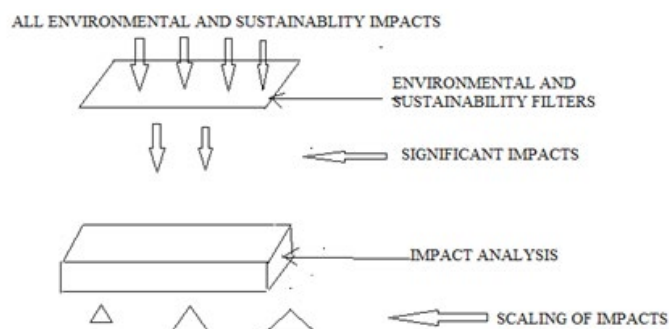 ALL ENVIRONMENTAL AND SUSTAINABLITY IMPACTS
ENVIRONMENTAL AND
SUSTAINABILITY FILTERS
SIGNIFICANT IMPACTS
IMPACT ANALYSIS
SCALING OF IMPACTS